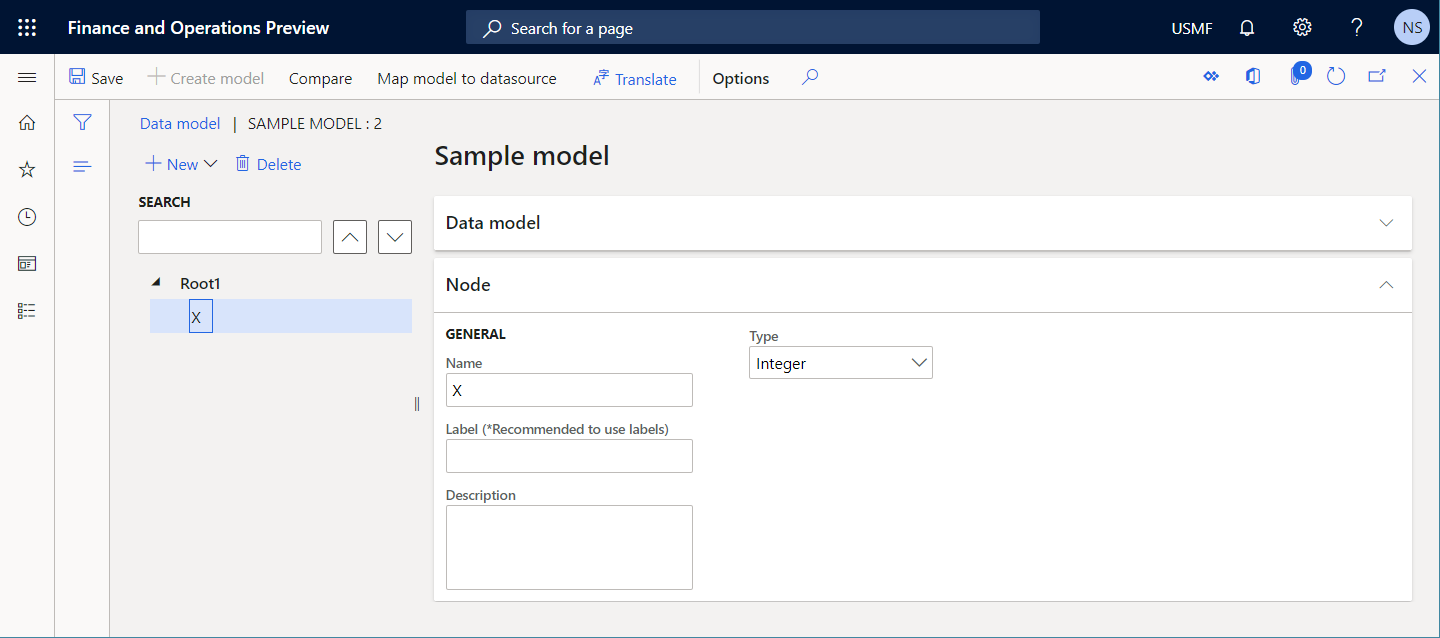 Finance and Operations Preview
Search for a page
USMF
?
NS
Save
Create model
Compare
Map model to datasource
Translate
Options
0
Data model | SAMPLE MODEL : 2
New
Delete
Sample model
SEARCH
Data model
Root1
X
Node
GENERAL
Name
X
Type
Integer
Label (*Recommended to use labels)
Description